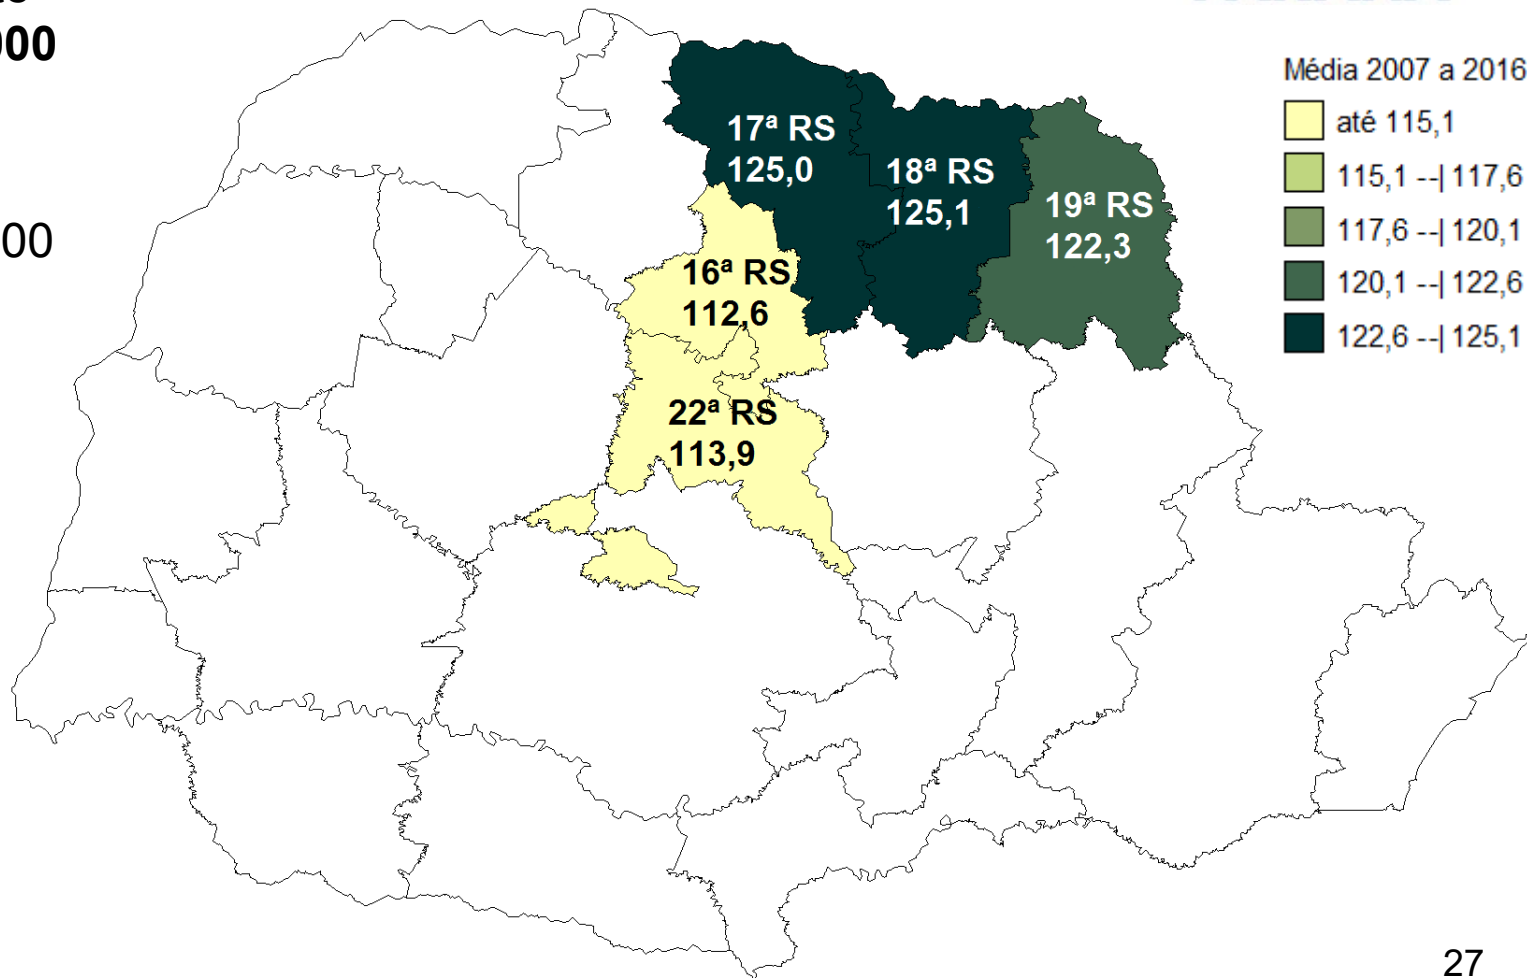 000
00
Média 2007 a 2016
até 115,1
115,1 --| 117,6
117,6 --| 120,1
120,1 --| 122,6
122,6 --| 125,1
17ª RS
125,0
18ª RS
125,1
19ª RS
122,3
16ª RS
112,6
22ª RS
113,9
27